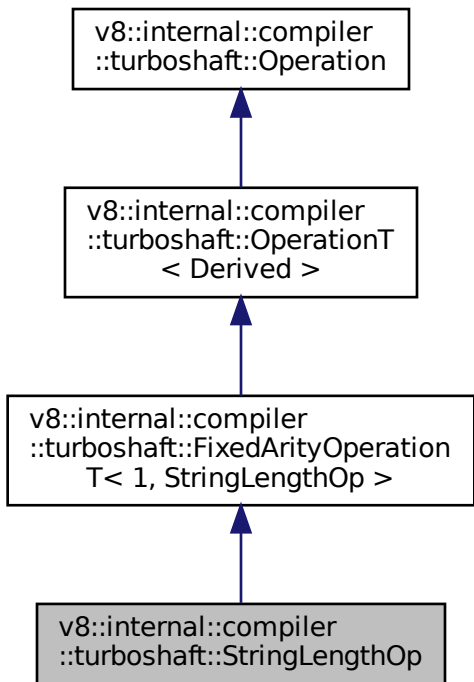 v8::internal::compiler
::turboshaft::Operation
v8::internal::compiler
::turboshaft::OperationT
< Derived >
v8::internal::compiler
::turboshaft::FixedArityOperation
T< 1, StringLengthOp >
v8::internal::compiler
::turboshaft::StringLengthOp